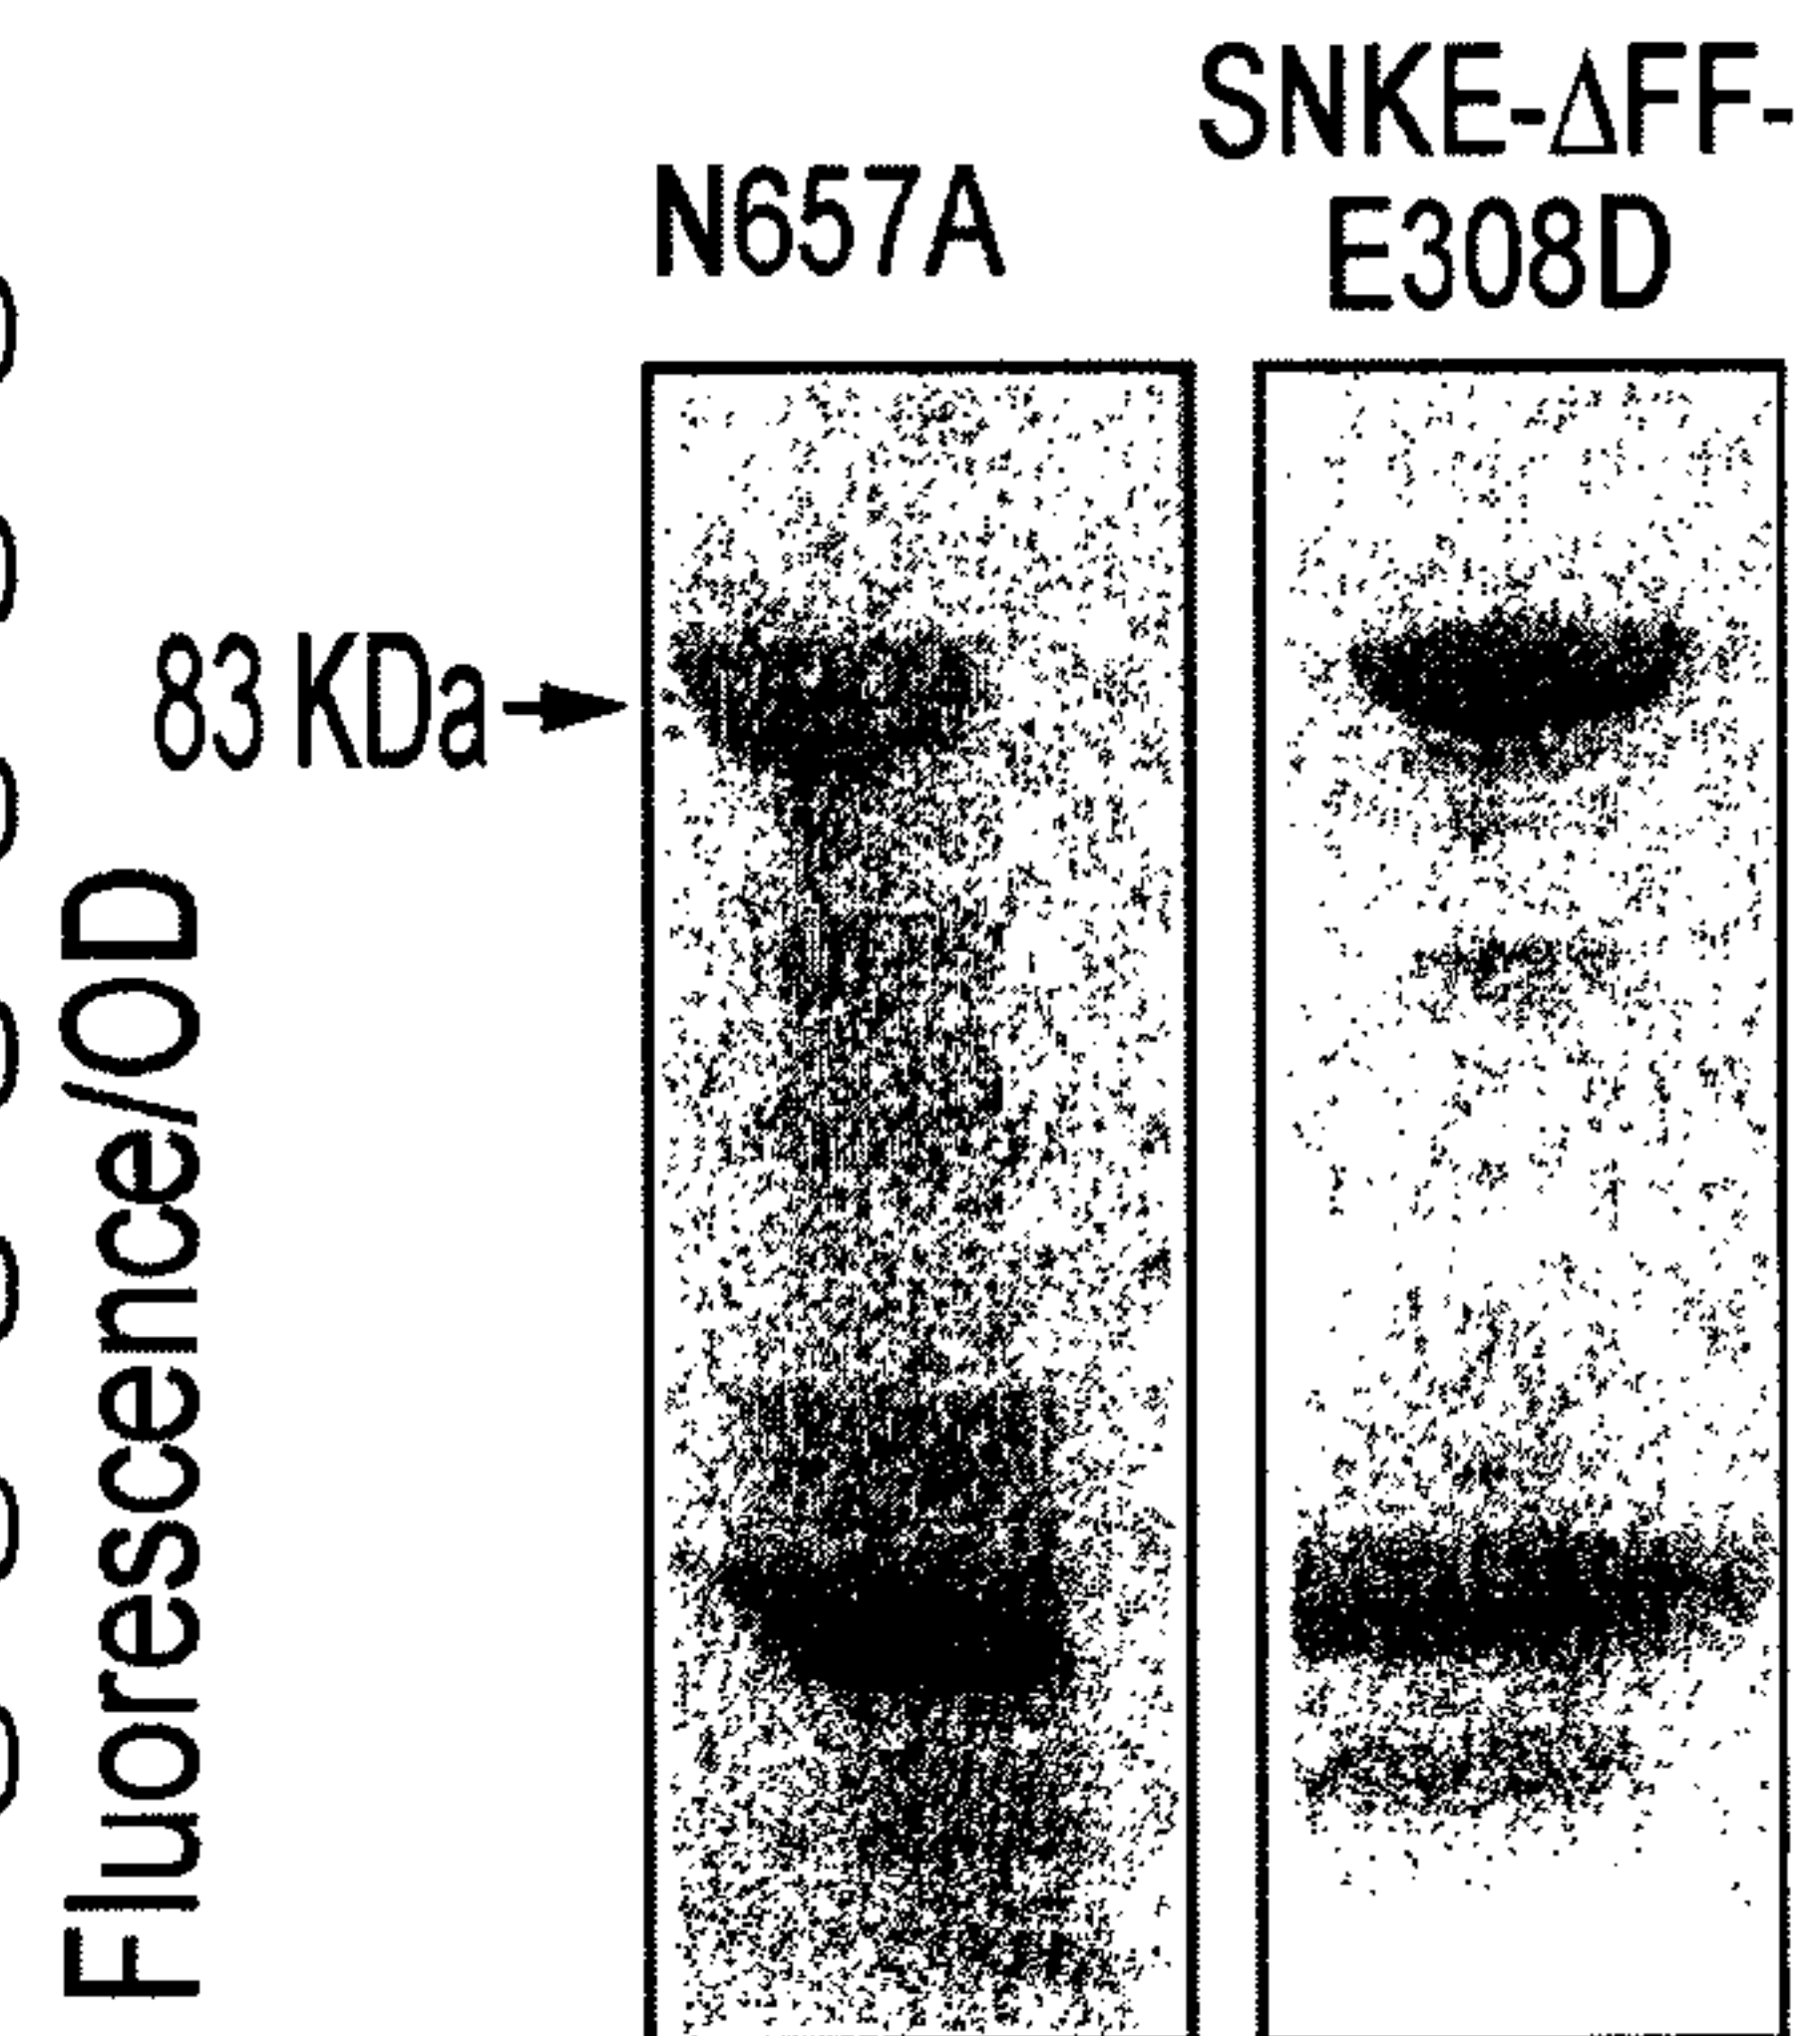 SNKE-ΔFF-
E308D
N657A
83 KDa
Fluorescence/OD